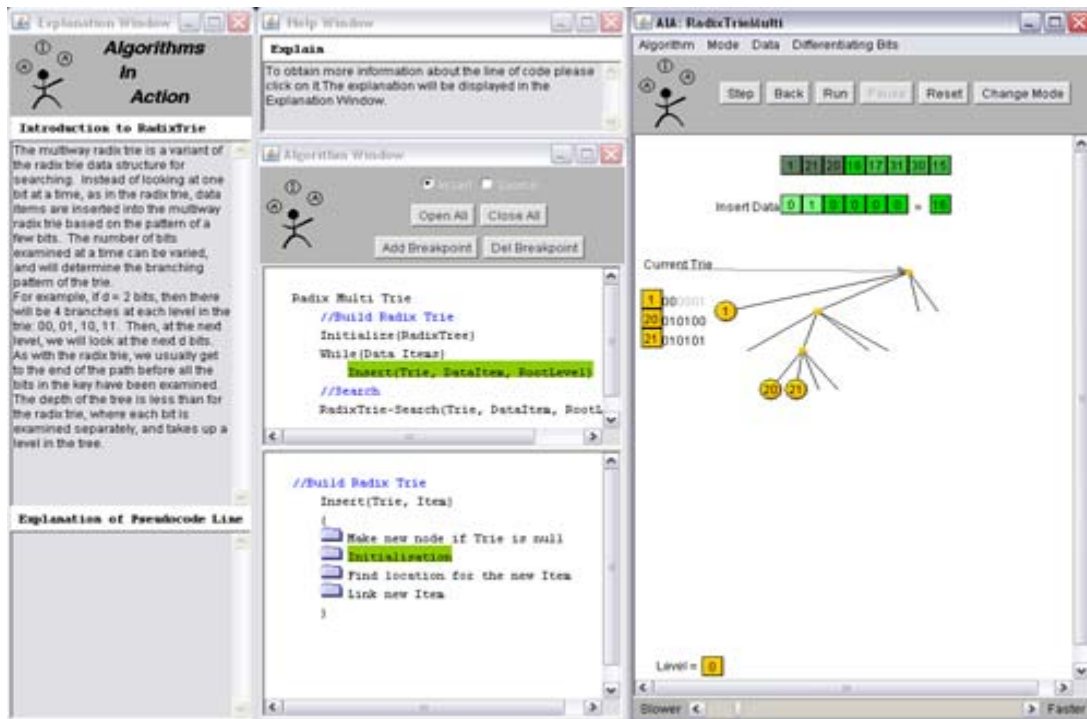 Explanation Window
Algorithms
In
Action
Introduction to RadixTrie
The multiway radix trie is a variant of
the radix trie data structure for
searching. Instead of looking at one
bit at a time, as in the radix trie, data
items are inserted into the multiway
radix trie based on the pattern of a
few bits. The number of bits
examined at a time can be varied,
and will determine the branching
pattern of the trie.
For example, if d = 2 bits, then there
will be 4 branches at each level in the
trie: 00, 01, 10, 11. Then, at the next
level, we will look at the next d bits.
As with the radix trie, we usually get
to the end of the path before all the
bits in the key have been examined.
The depth of the tree is less than for
the radix trie, where each bit is
examined separately, and takes up a
level in the tree.
Explanation of Pseudocode Line
Help Window
Explain
To obtain more information about the line of code please
click on it.The explanation will be displayed in the
Explanation Window.
Algorithm Window
Insert Search
Open All Close All
Add Breakpoint Del Breakpoint
Radix Multi Trie
//Build Radix Trie
Initialize(RadixTree)
While(Data Items)
Insert(Trie, DataItem, RootLevel)
//Search
RadixTrie-Search(Trie, DataItem, RootL
//Build Radix Trie
Insert(Trie, Item)
{
Make new node if Trie is null
Initialisation
Find location for the new Item
Link new Item
}
AIA: RadixTrieMulti
Algorithm Mode Data Differentiating Bits
Step Back Run Pause Reset Change Mode
1 21 20 16 17 31 30 15
Insert Data 0 1 0 0 0 0 = 16
Current Trie
1 000001
20 010100
21 010101
1
20 21
Level = 0
Slower Faster